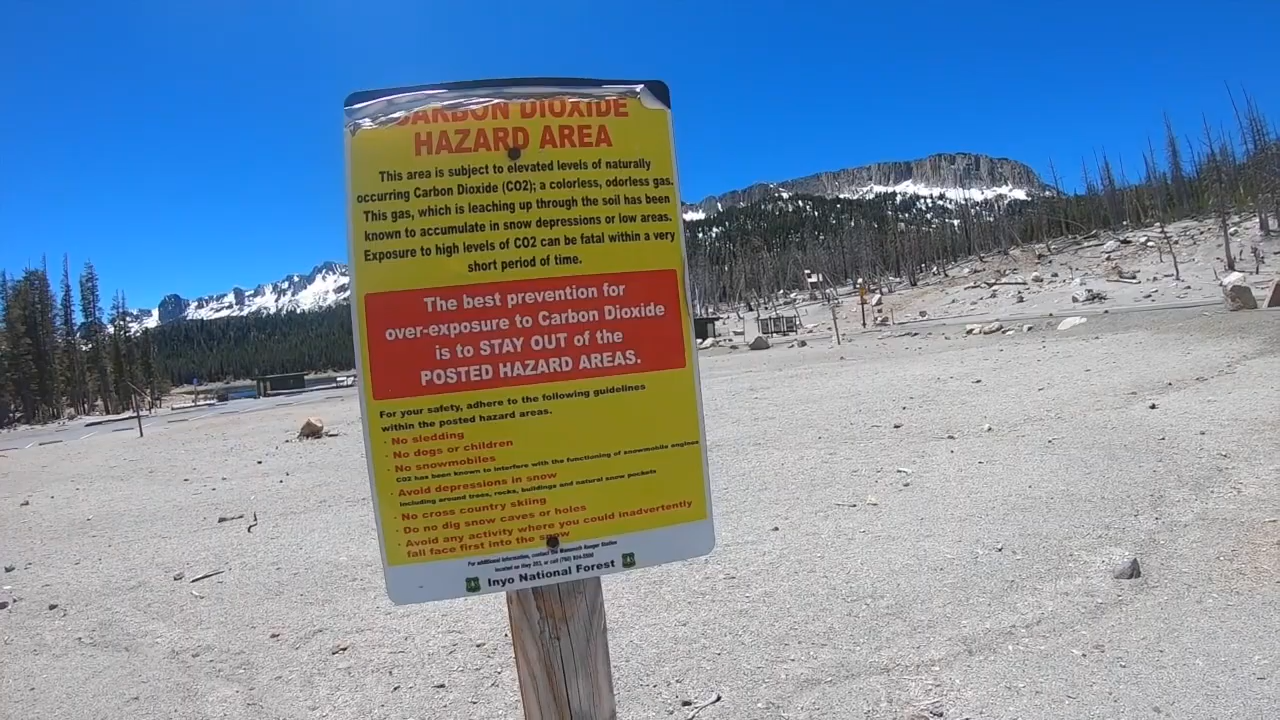 CARBON DIOXIDE
HAZARD AREA
This area is subject to elevated levels of naturally
occurring Carbon Dioxide (CO2); a colorless, odorless gas.
This gas, which is leaching up through the soil has been
known to accumulate in snow depressions or low areas.
Exposure to high levels of CO2 can be fatal within a very
short period of time.
The best prevention for
over-exposure to Carbon Dioxide
is to STAY OUT of the
POSTED HAZARD AREAS.
For your safety, adhere to the following guidelines
within the posted hazard areas.
· No sledding
· No dogs or children
· No snowmobiles
CO2 has been known to interfere with the functioning of snowmobile engines
· Avoid depressions in snow
Including around trees, rocks, buildings and natural snow pockets
· No cross country skiing
· Do no dig snow caves or holes
· Avoid any activity where you could inadvertently
fall face first into the snow
For additional information, contact the Mammoth Ranger Station
located on Hwy 203, or call (760)
Inyo National Forest